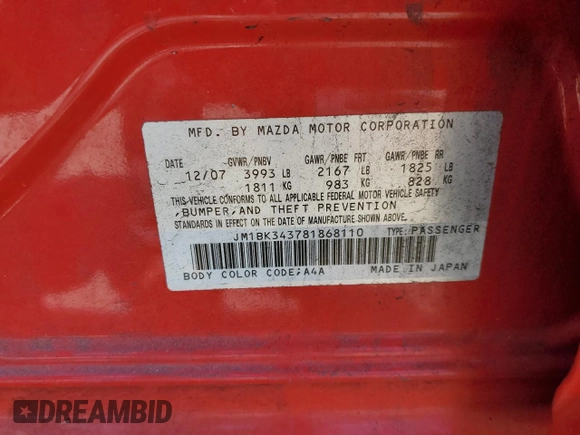 MFD. BY MAZDA MOTOR CORPORATION
DATE GVWR/PNBV GAWR/PNBE FRT GAWR/PNBE RR
12/07 3993 LB 2167 LB 1825 LB
1811 KG 983 KG 828 KG
THIS VEHICLE CONFORMS TO ALL APPLICABLE FEDERAL MOTOR VEHICLE SAFETY
,BUMPER,AND THEFT PREVENTION
STANDARDS IN EFFECT ON THE DATE OF MANUFACTURE SHOWN ABOVE.
JM1BK343781868110 TYPE: PASSENGER
BODY COLOR CODE;A4A MADE IN JAPAN
DREAMBID